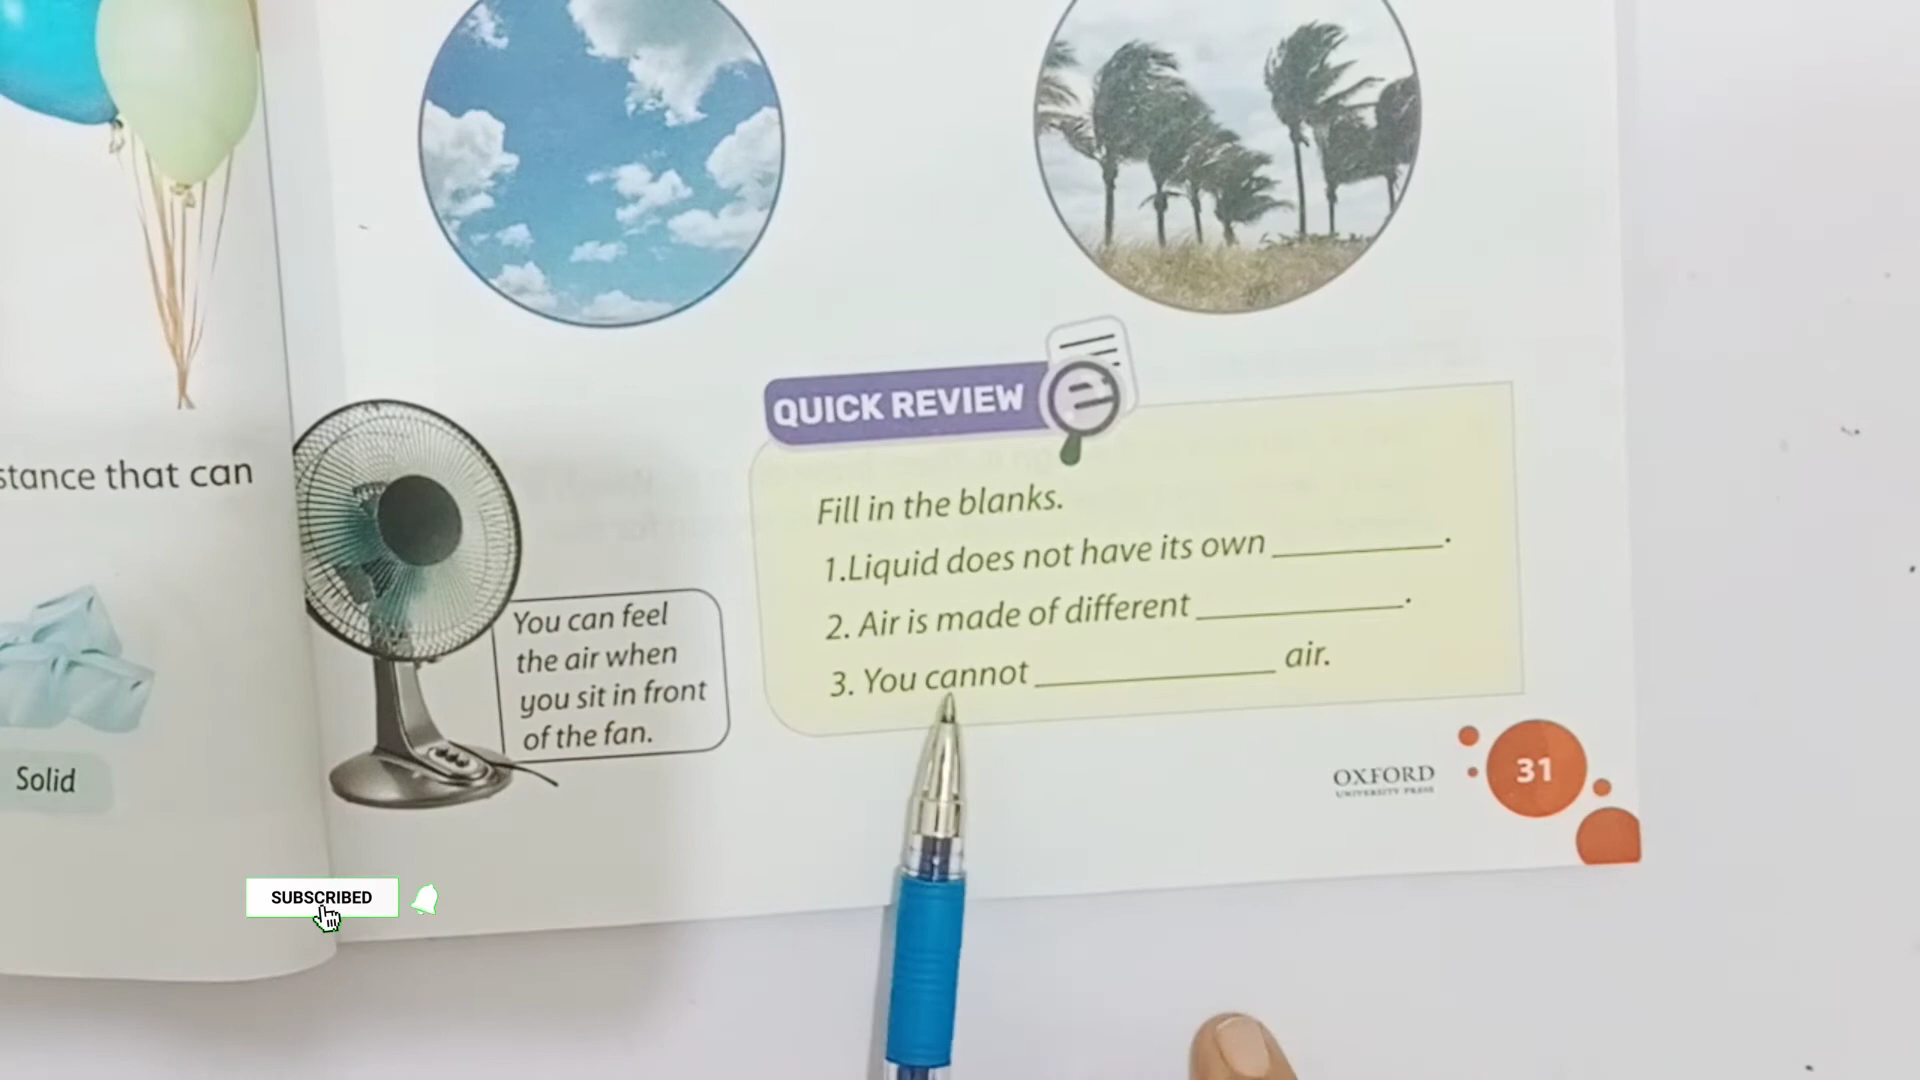 stance that can
Solid
QUICK REVIEW
Fill in the blanks.
1.Liquid does not have its own __________.
2. Air is made of different ____________.
3. You cannot ______________ air.
You can feel
the air when
you sit in front
of the fan.
OXFORD
UNIVERSITY PRESS
31
SUBSCRIBED